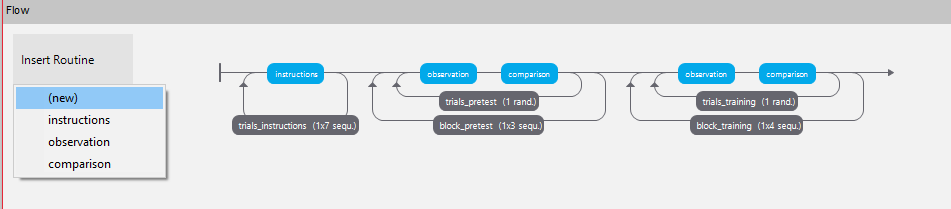 Flow
Insert Routine
(new)
instructions
observation
comparison
instructions
observation comparison
observation comparison
trials_pretest (1 rand.)
trials_training (1 rand.)
trials_instructions (1x7 sequ.)
block_pretest (1x3 sequ.)
block_training (1x4 sequ.)